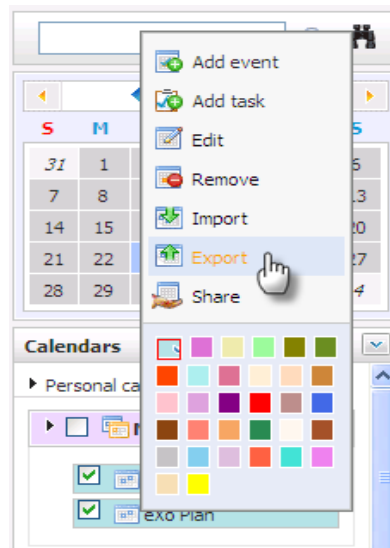 Add event
Add task
S M S
Edit
31 1 6
Remove
7 8 13
14 15 Import 20
21 22 Export 27
28 29 Share 4
Calendars
Personal ca
exo Plan